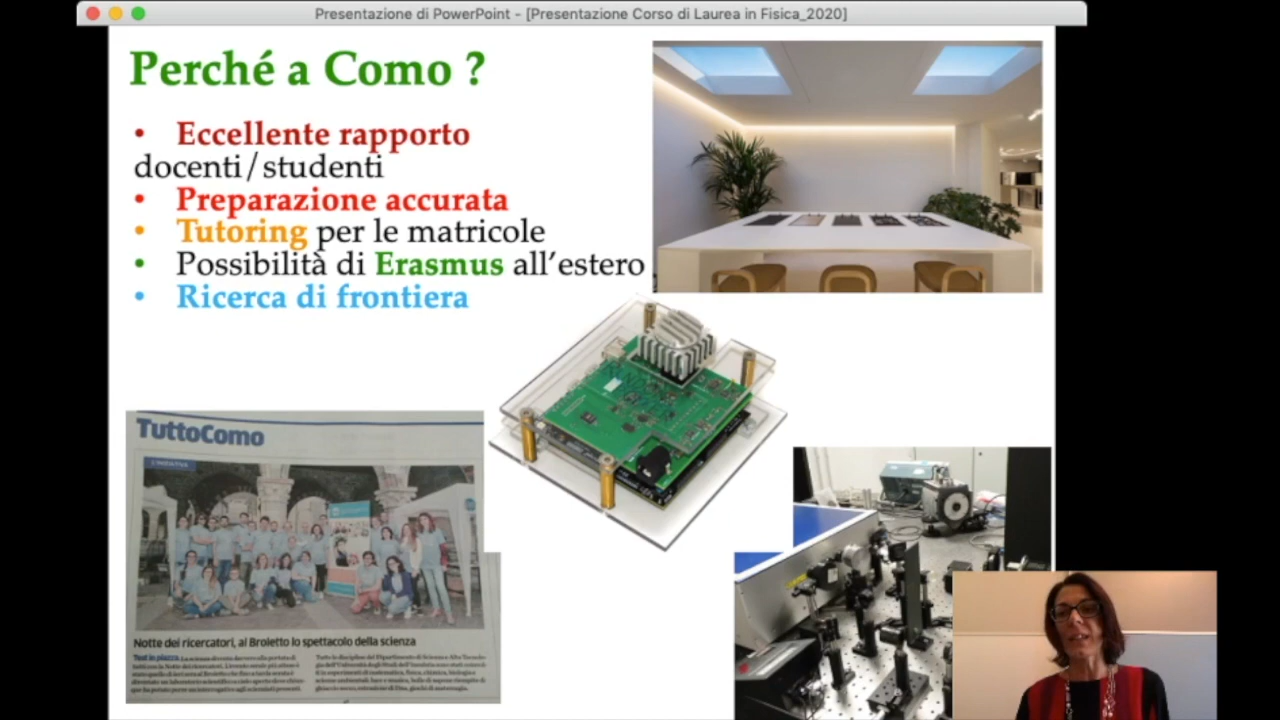 Presentazione di PowerPoint - [Presentazione Corso di Laurea in Fisica_2020]
Perché a Como ?
• Eccellente rapporto
docenti/studenti
• Preparazione accurata
• Tutoring per le matricole
• Possibilità di Erasmus all'estero
• Ricerca di frontiera
TuttoComo
L'INIZIATIVA
Notte dei ricercatori, al Broletto lo spettacolo della scienza